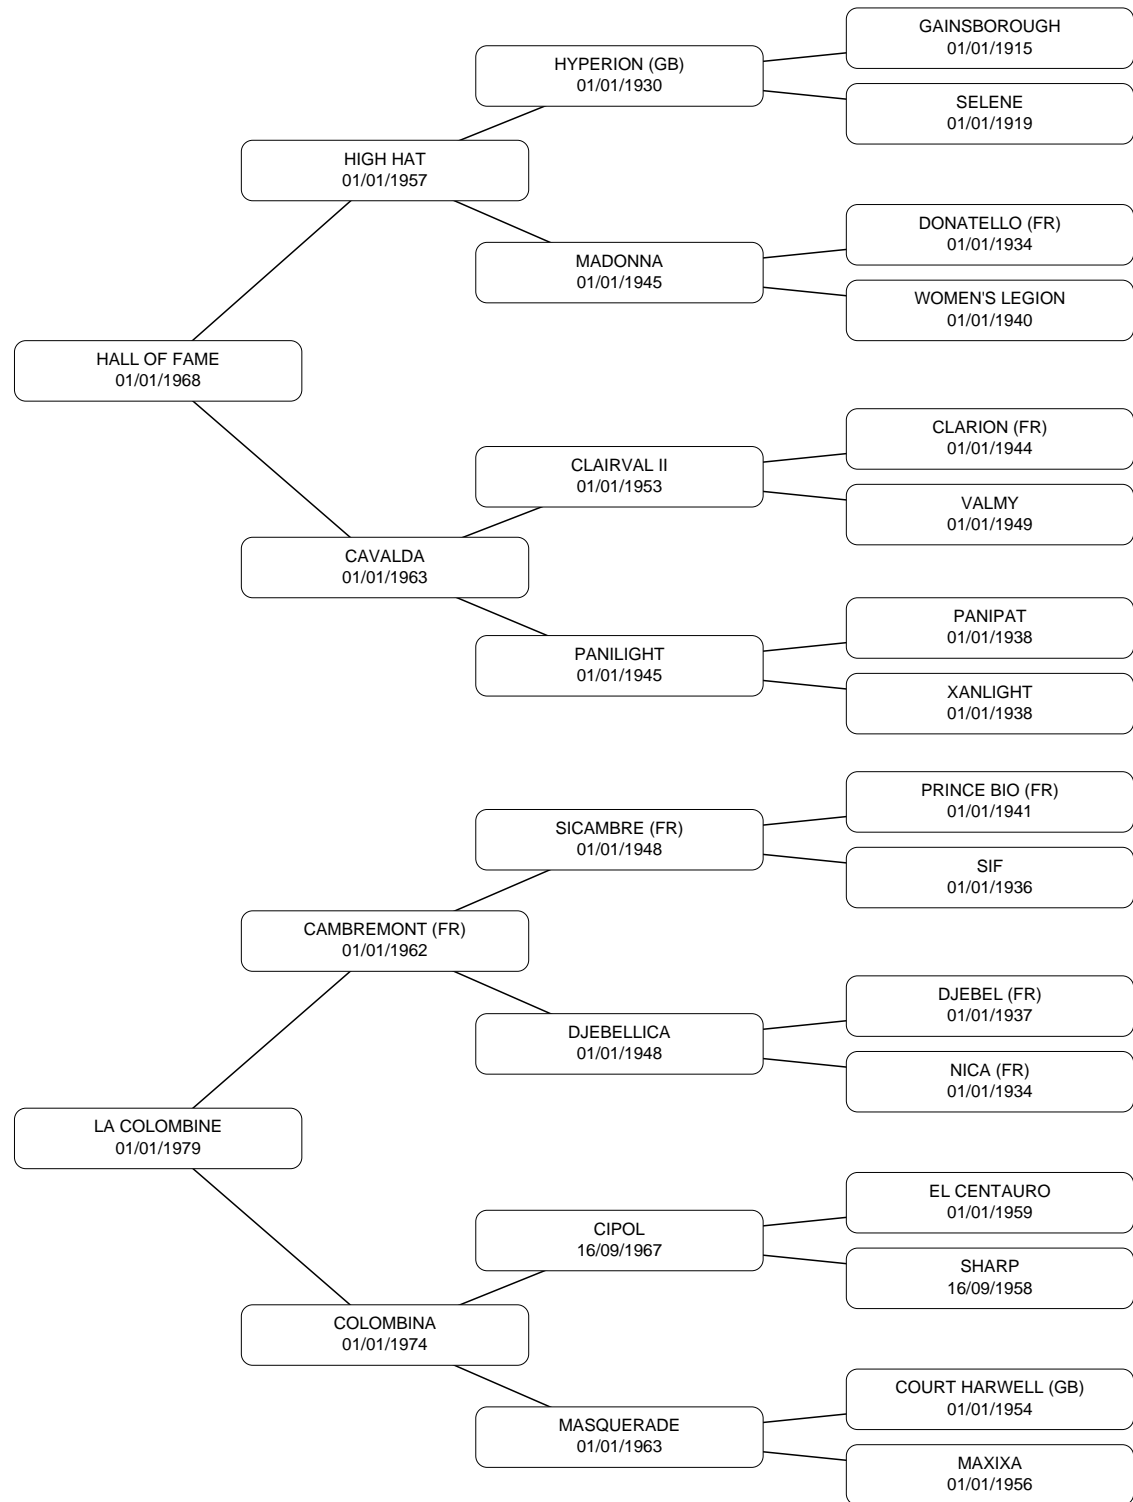 GAINSBOROUGH
01/01/1915
HYPERION (GB)
01/01/1930
SELENE
01/01/1919
HIGH HAT
01/01/1957
DONATELLO (FR)
01/01/1934
MADONNA
01/01/1945
WOMEN'S LEGION
01/01/1940
HALL OF FAME
01/01/1968
CLARION (FR)
01/01/1944
CLAIRVAL II
01/01/1953
VALMY
01/01/1949
CAVALDA
01/01/1963
PANIPAT
01/01/1938
PANILIGHT
01/01/1945
XANLIGHT
01/01/1938
PRINCE BIO (FR)
01/01/1941
SICAMBRE (FR)
01/01/1948
SIF
01/01/1936
CAMBREMONT (FR)
01/01/1962
DJEBEL (FR)
01/01/1937
DJEBELLICA
01/01/1948
NICA (FR)
01/01/1934
LA COLOMBINE
01/01/1979
EL CENTAURO
01/01/1959
CIPOL
16/09/1967
SHARP
16/09/1958
COLOMBINA
01/01/1974
COURT HARWELL (GB)
01/01/1954
MASQUERADE
01/01/1963
MAXIXA
01/01/1956